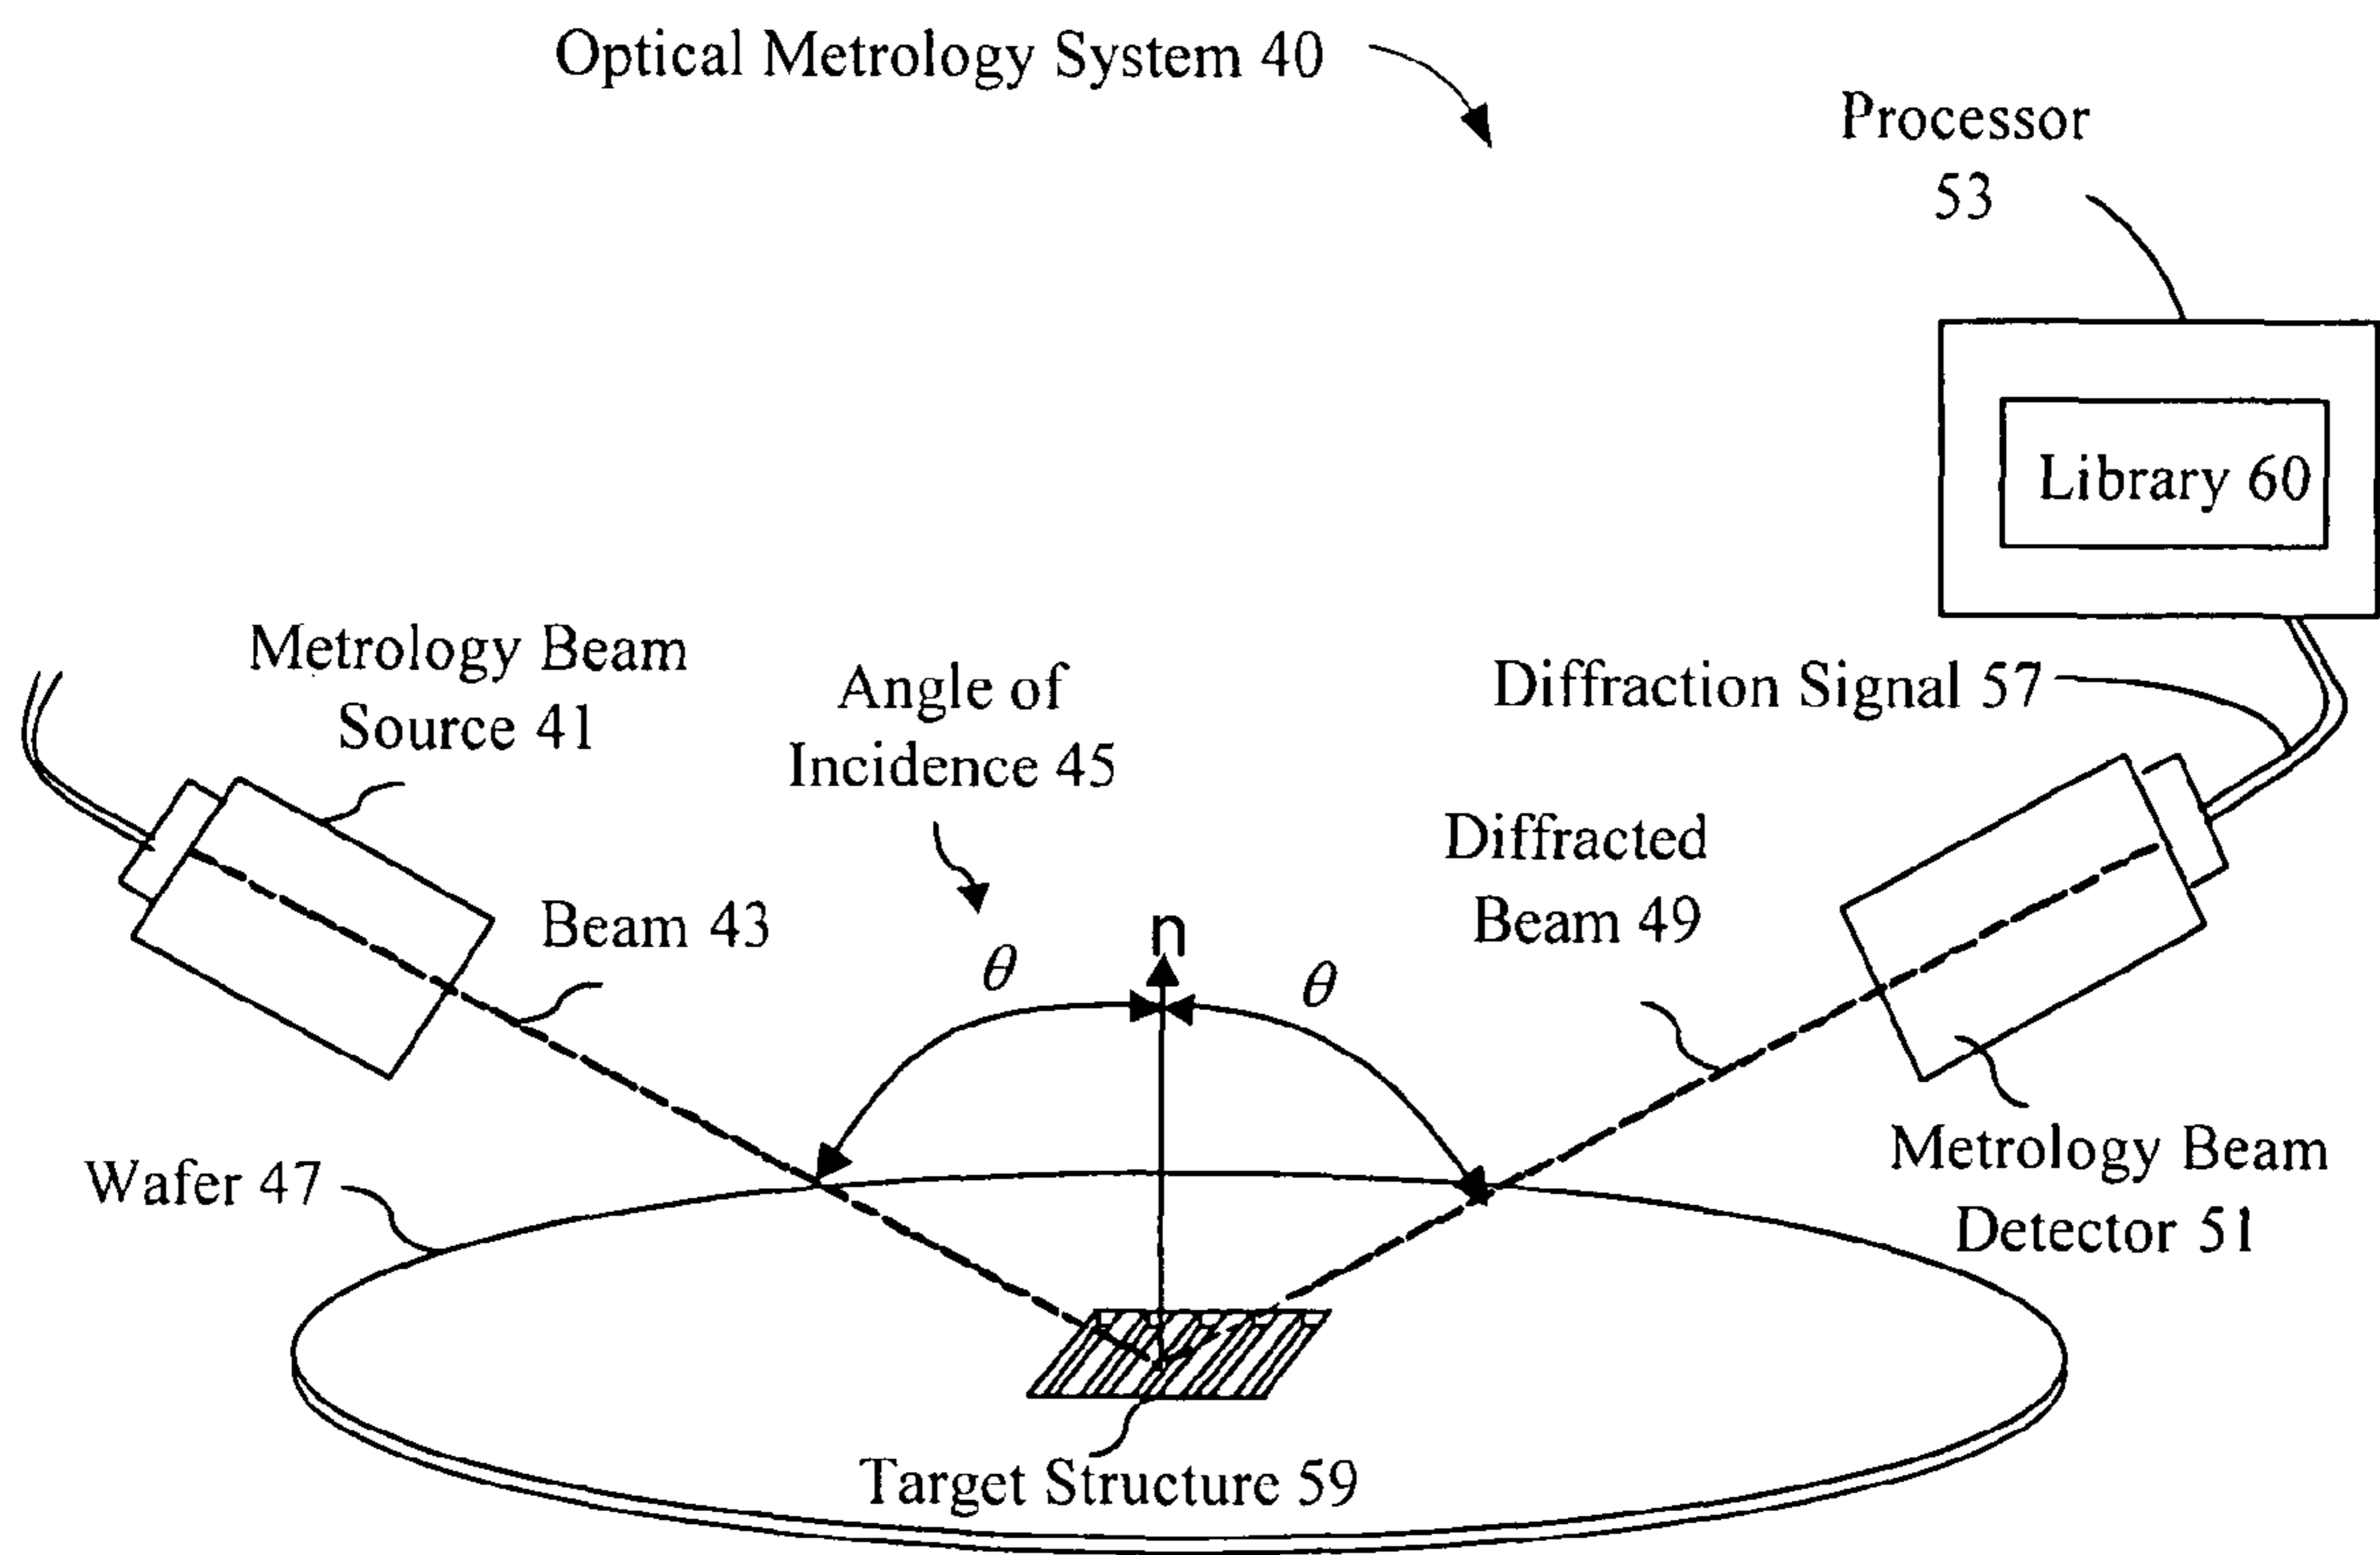 Optical Metrology System 40
Processor
53
Library 60
Metrology Beam
Source 41
Angle of
Incidence 45
Diffraction Signal 57
Beam 43
Diffracted
Beam 49
n
θ
θ
Wafer 47
Metrology Beam
Detector 51
Target Structure 59